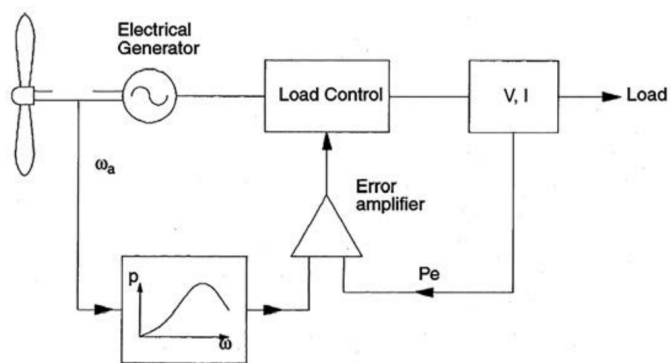 Electrical
Generator
Load Control
V, I
Load
ωa
Error
amplifier
Pe
p
ω